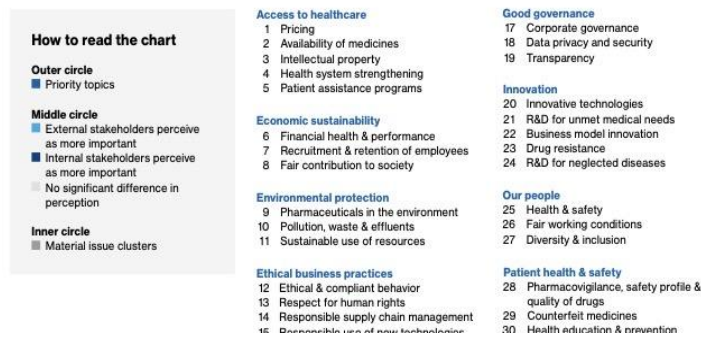 How to read the chart
Outer circle
Priority topics
Middle circle
External stakeholders perceive
as more important
Internal stakeholders perceive
as more important
No significant difference in
perception
Inner circle
Material issue clusters
Access to healthcare
1 Pricing
2 Availability of medicines
3 Intellectual property
4 Health system strengthening
5 Patient assistance programs
Economic sustainability
6 Financial health & performance
7 Recruitment & retention of employees
8 Fair contribution to society
Environmental protection
9 Pharmaceuticals in the environment
10 Pollution, waste & effluents
11 Sustainable use of resources
Ethical business practices
12 Ethical & compliant behavior
13 Respect for human rights
14 Responsible supply chain management
15 Responsible use of new technologies
Good governance
17 Corporate governance
18 Data privacy and security
19 Transparency
Innovation
20 Innovative technologies
21 R&D for unmet medical needs
22 Business model innovation
23 Drug resistance
24 R&D for neglected diseases
Our people
25 Health & safety
26 Fair working conditions
27 Diversity & inclusion
Patient health & safety
28 Pharmacovigilance, safety profile &
quality of drugs
29 Counterfeit medicines
30 Health education & prevention